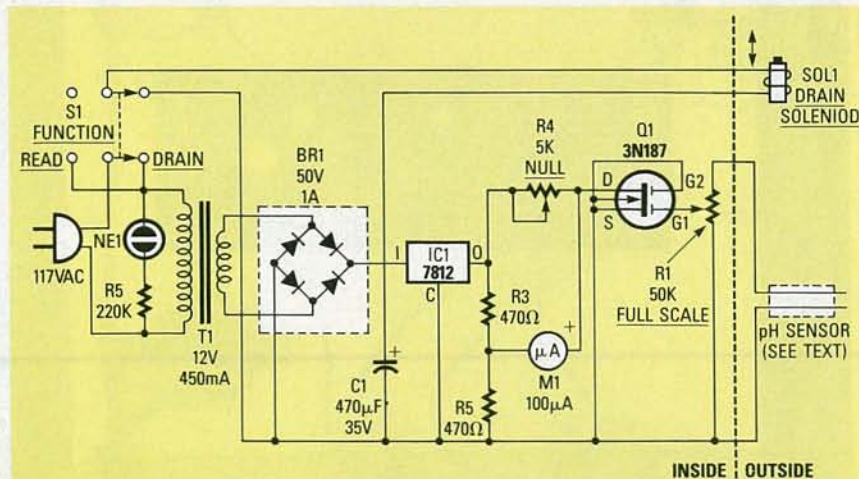 S1
FUNCTION
READ
DRAIN
117VAC
NE1
R5
220K
T1
12V
450mA
BR1
50V
1A
C1
470µF
35V
+
I
IC1
7812
O
C
R3
470Ω
R5
470Ω
R4
5K
NULL
µA
+
M1
100µA
Q1
3N187
D
S
G2
G1
R1
50K
FULL SCALE
SOL1
DRAIN
SOLENIOD
pH SENSOR
(SEE TEXT)
INSIDE
OUTSIDE